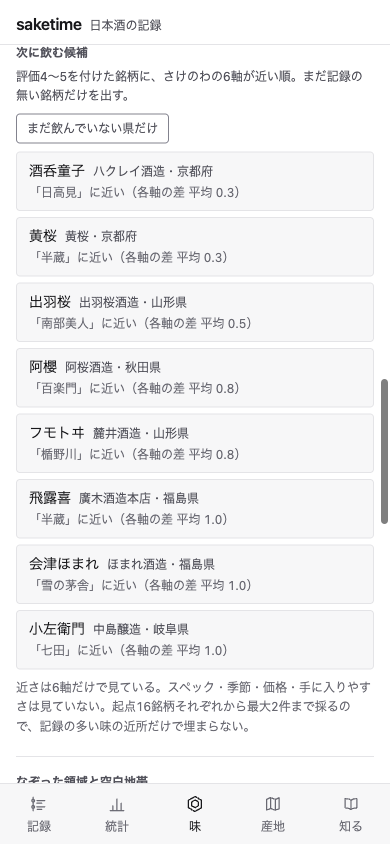 saketime 日本酒の記録
次に飲む候補
評価4〜5を付けた銘柄に、さけのわの6軸が近い順。まだ記録の
無い銘柄だけを出す。
まだ飲んでいない県だけ
酒呑童子 ハクレイ酒造・京都府
「日高見」に近い（各軸の差 平均 0.3）
黄桜 黄桜・京都府
「半蔵」に近い（各軸の差 平均 0.3）
出羽桜 出羽桜酒造・山形県
「南部美人」に近い（各軸の差 平均 0.5）
阿櫻 阿桜酒造・秋田県
「百楽門」に近い（各軸の差 平均 0.8）
フモトヰ 麓井酒造・山形県
「楯野川」に近い（各軸の差 平均 0.8）
飛露喜 廣木酒造本店・福島県
「半蔵」に近い（各軸の差 平均 1.0）
会津ほまれ ほまれ酒造・福島県
「雪の茅舎」に近い（各軸の差 平均 1.0）
小左衛門 中島醸造・岐阜県
「七田」に近い（各軸の差 平均 1.0）
近さは6軸だけで見ている。スペック・季節・価格・手に入りやす
さは見ていない。起点16銘柄それぞれから最大2件まで採るの
で、記録の多い味の近所だけで埋まらない。
なぞった領域と空白地帯
記録 統計 味 産地 知る